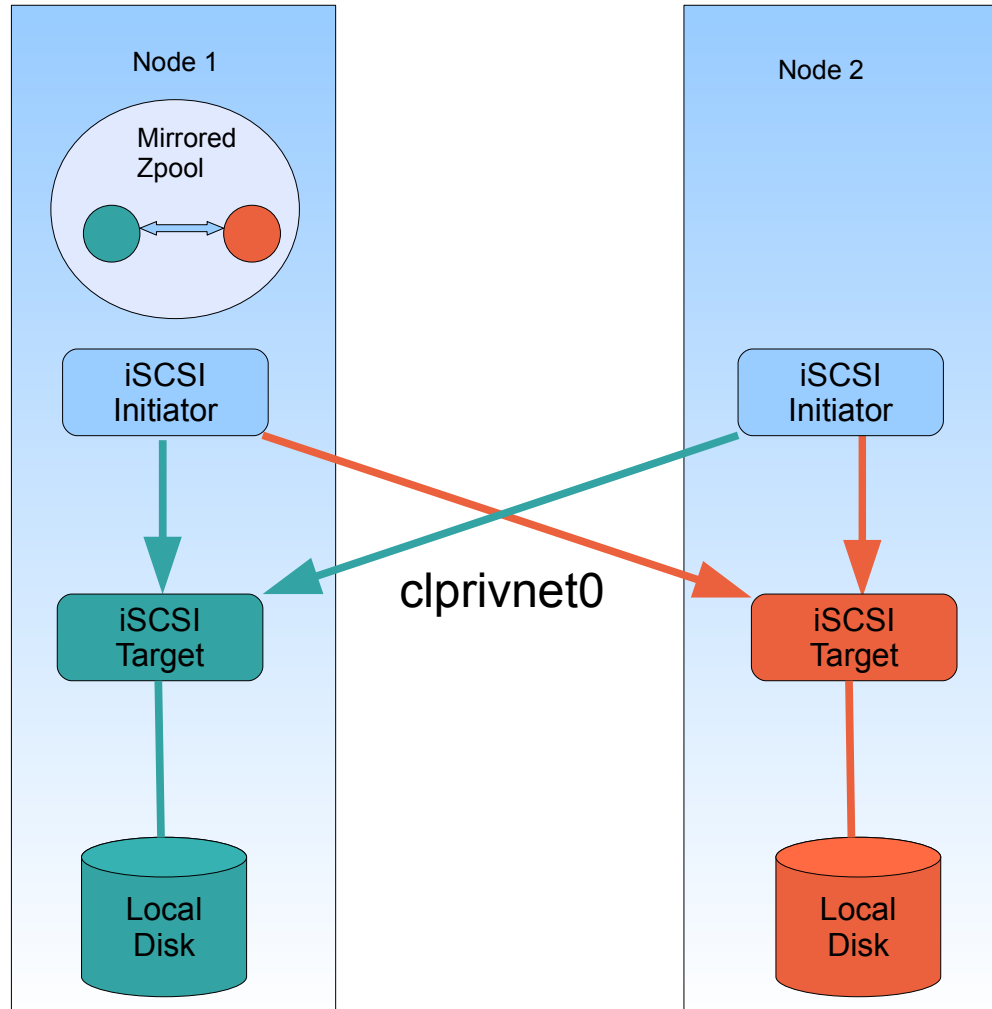 Node 1
Node 2
Mirrored
Zpool
iSCSI
Initiator
iSCSI
Initiator
clprivnet0
iSCSI
Target
iSCSI
Target
Local
Disk
Local
Disk